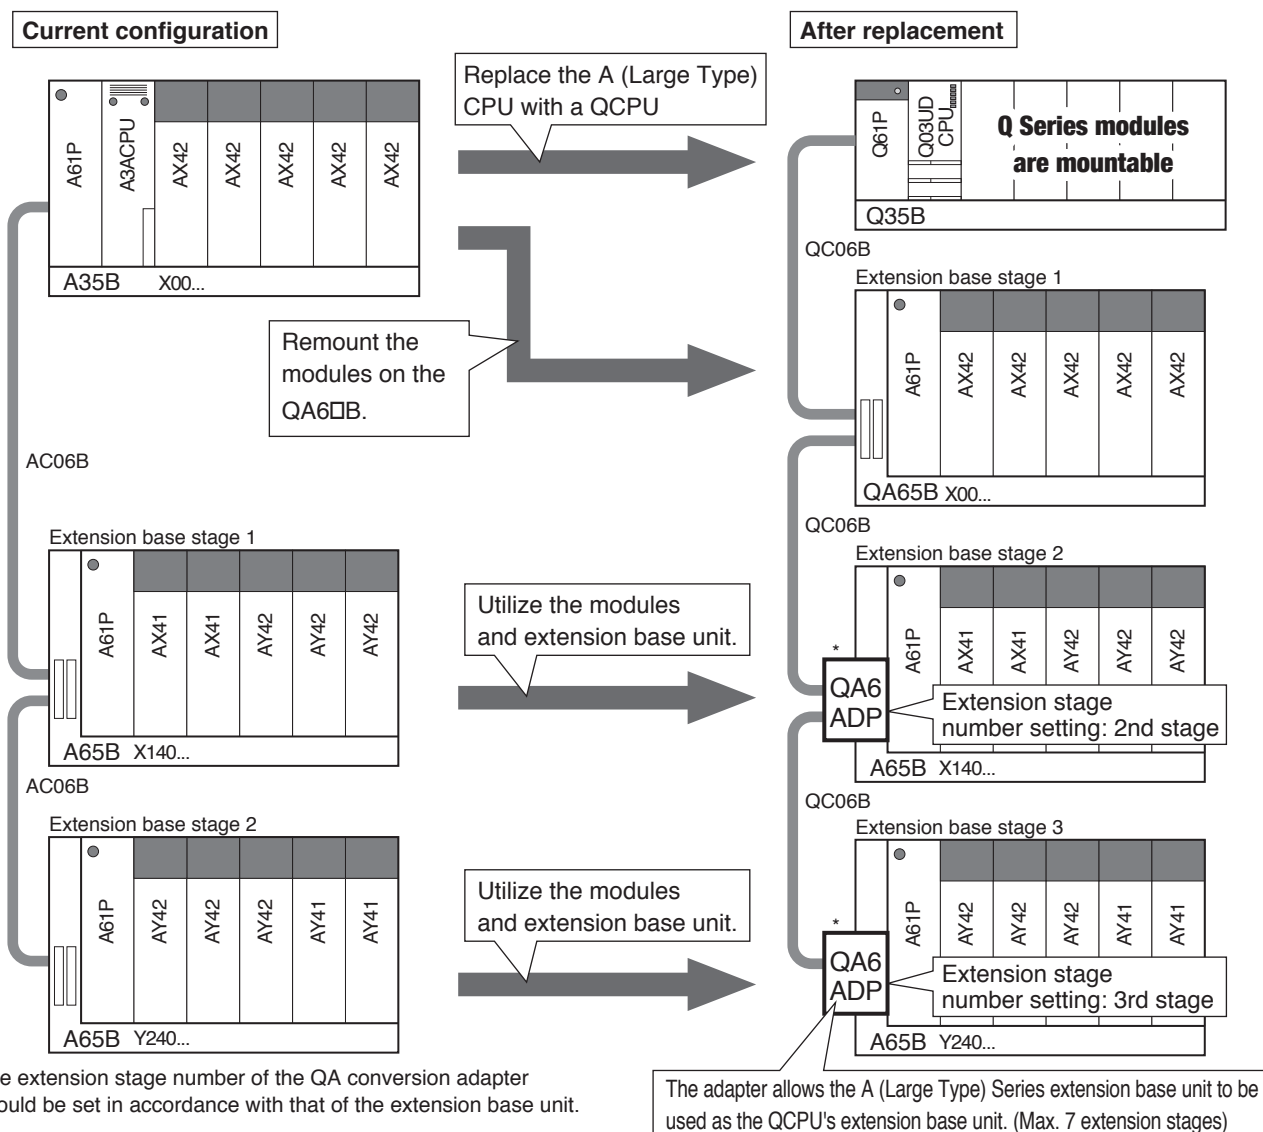 Current configuration
A61P
A3ACPU
AX42
AX42
AX42
AX42
AX42
A35B X00...
AC06B
Extension base stage 1
A61P
AX41
AX41
AY42
AY42
AY42
A65B X140...
AC06B
Extension base stage 2
A61P
AY42
AY42
AY42
AY41
AY41
A65B Y240...
Replace the A (Large Type)
CPU with a QCPU
Remount the
modules on the
QA6□B.
Utilize the modules
and extension base unit.
Utilize the modules
and extension base unit.
After replacement
Q61P
Q03UD
CPU
Q Series modules
are mountable
Q35B
QC06B
Extension base stage 1
A61P
AX42
AX42
AX42
AX42
AX42
QA65B X00...
QC06B
Extension base stage 2
A61P
AX41
AX41
AY42
AY42
AY42
*
QA6
ADP
Extension stage
number setting: 2nd stage
A65B X140...
QC06B
Extension base stage 3
A61P
AY42
AY42
AY42
AY41
AY41
*
QA6
ADP
Extension stage
number setting: 3rd stage
A65B Y240...
extension stage number of the QA conversion adapter
be set in accordance with that of the extension base unit.
The adapter allows the A (Large Type) Series extension base unit to be
used as the QCPU's extension base unit. (Max. 7 extension stages)